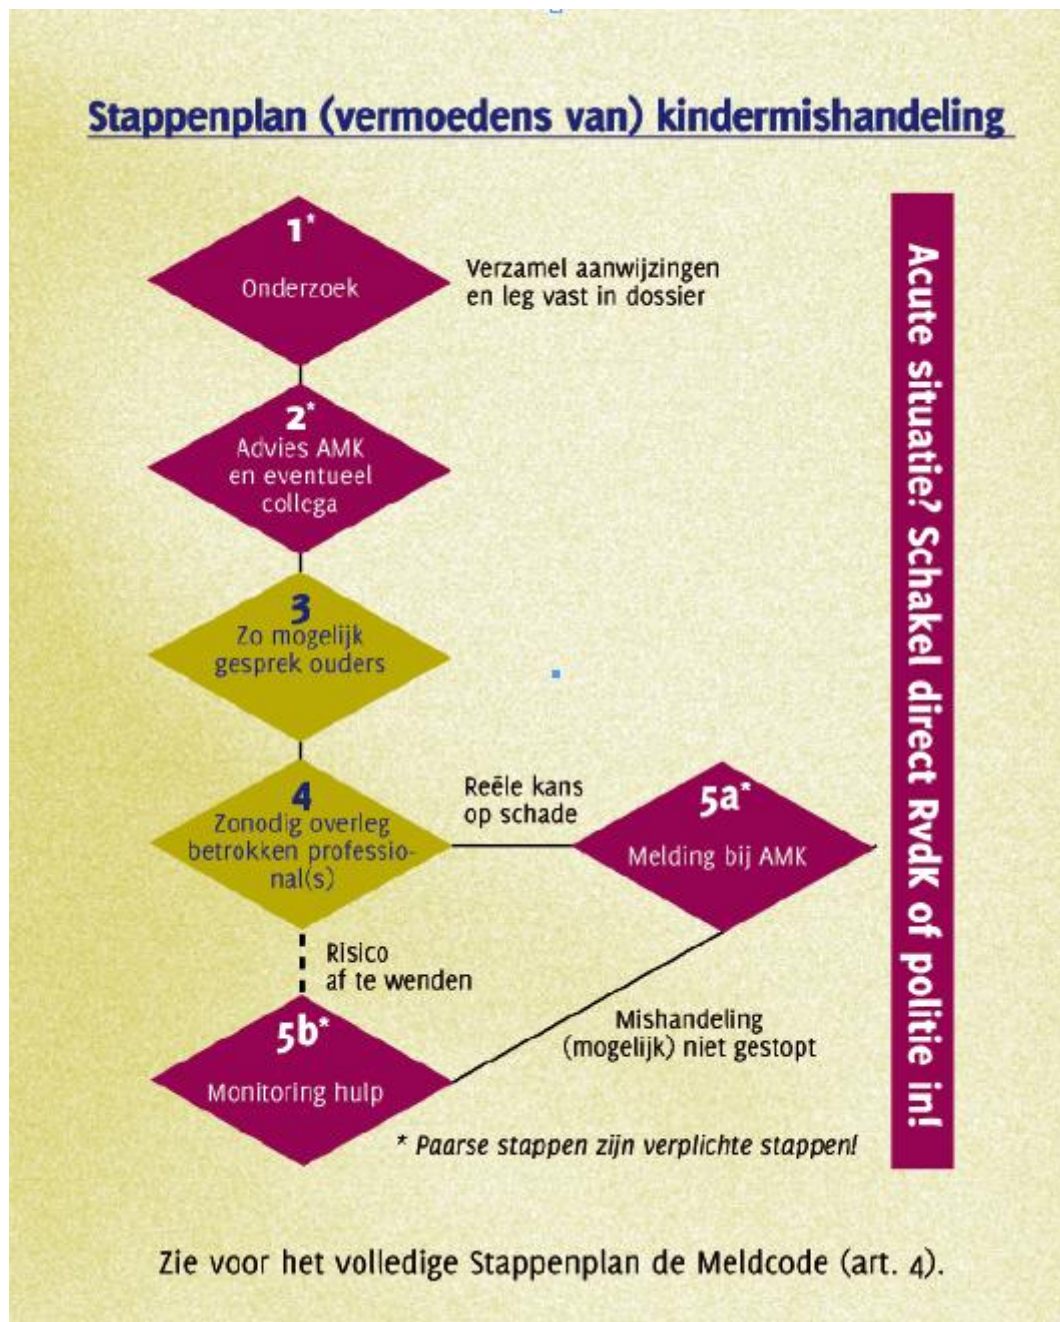 Stappenplan (vermoedens van) kindermishandeling
1*
Onderzoek
Verzamel aanwijzingen
en leg vast in dossier
2*
Advies AMK
en eventueel
collega
3
Zo mogelijk
gesprek ouders
4
Zonodig overleg
betrokken professio-
nal(s)
Reële kans
op schade
5a*
Melding bij AMK
Risico
af te wenden
5b*
Monitoring hulp
Mishandeling
(mogelijk) niet gestopt
* Paarse stappen zijn verplichte stappen!
Acute situatie? Schakel direct RvdK of politie in!
Zie voor het volledige Stappenplan de Meldcode (art. 4).